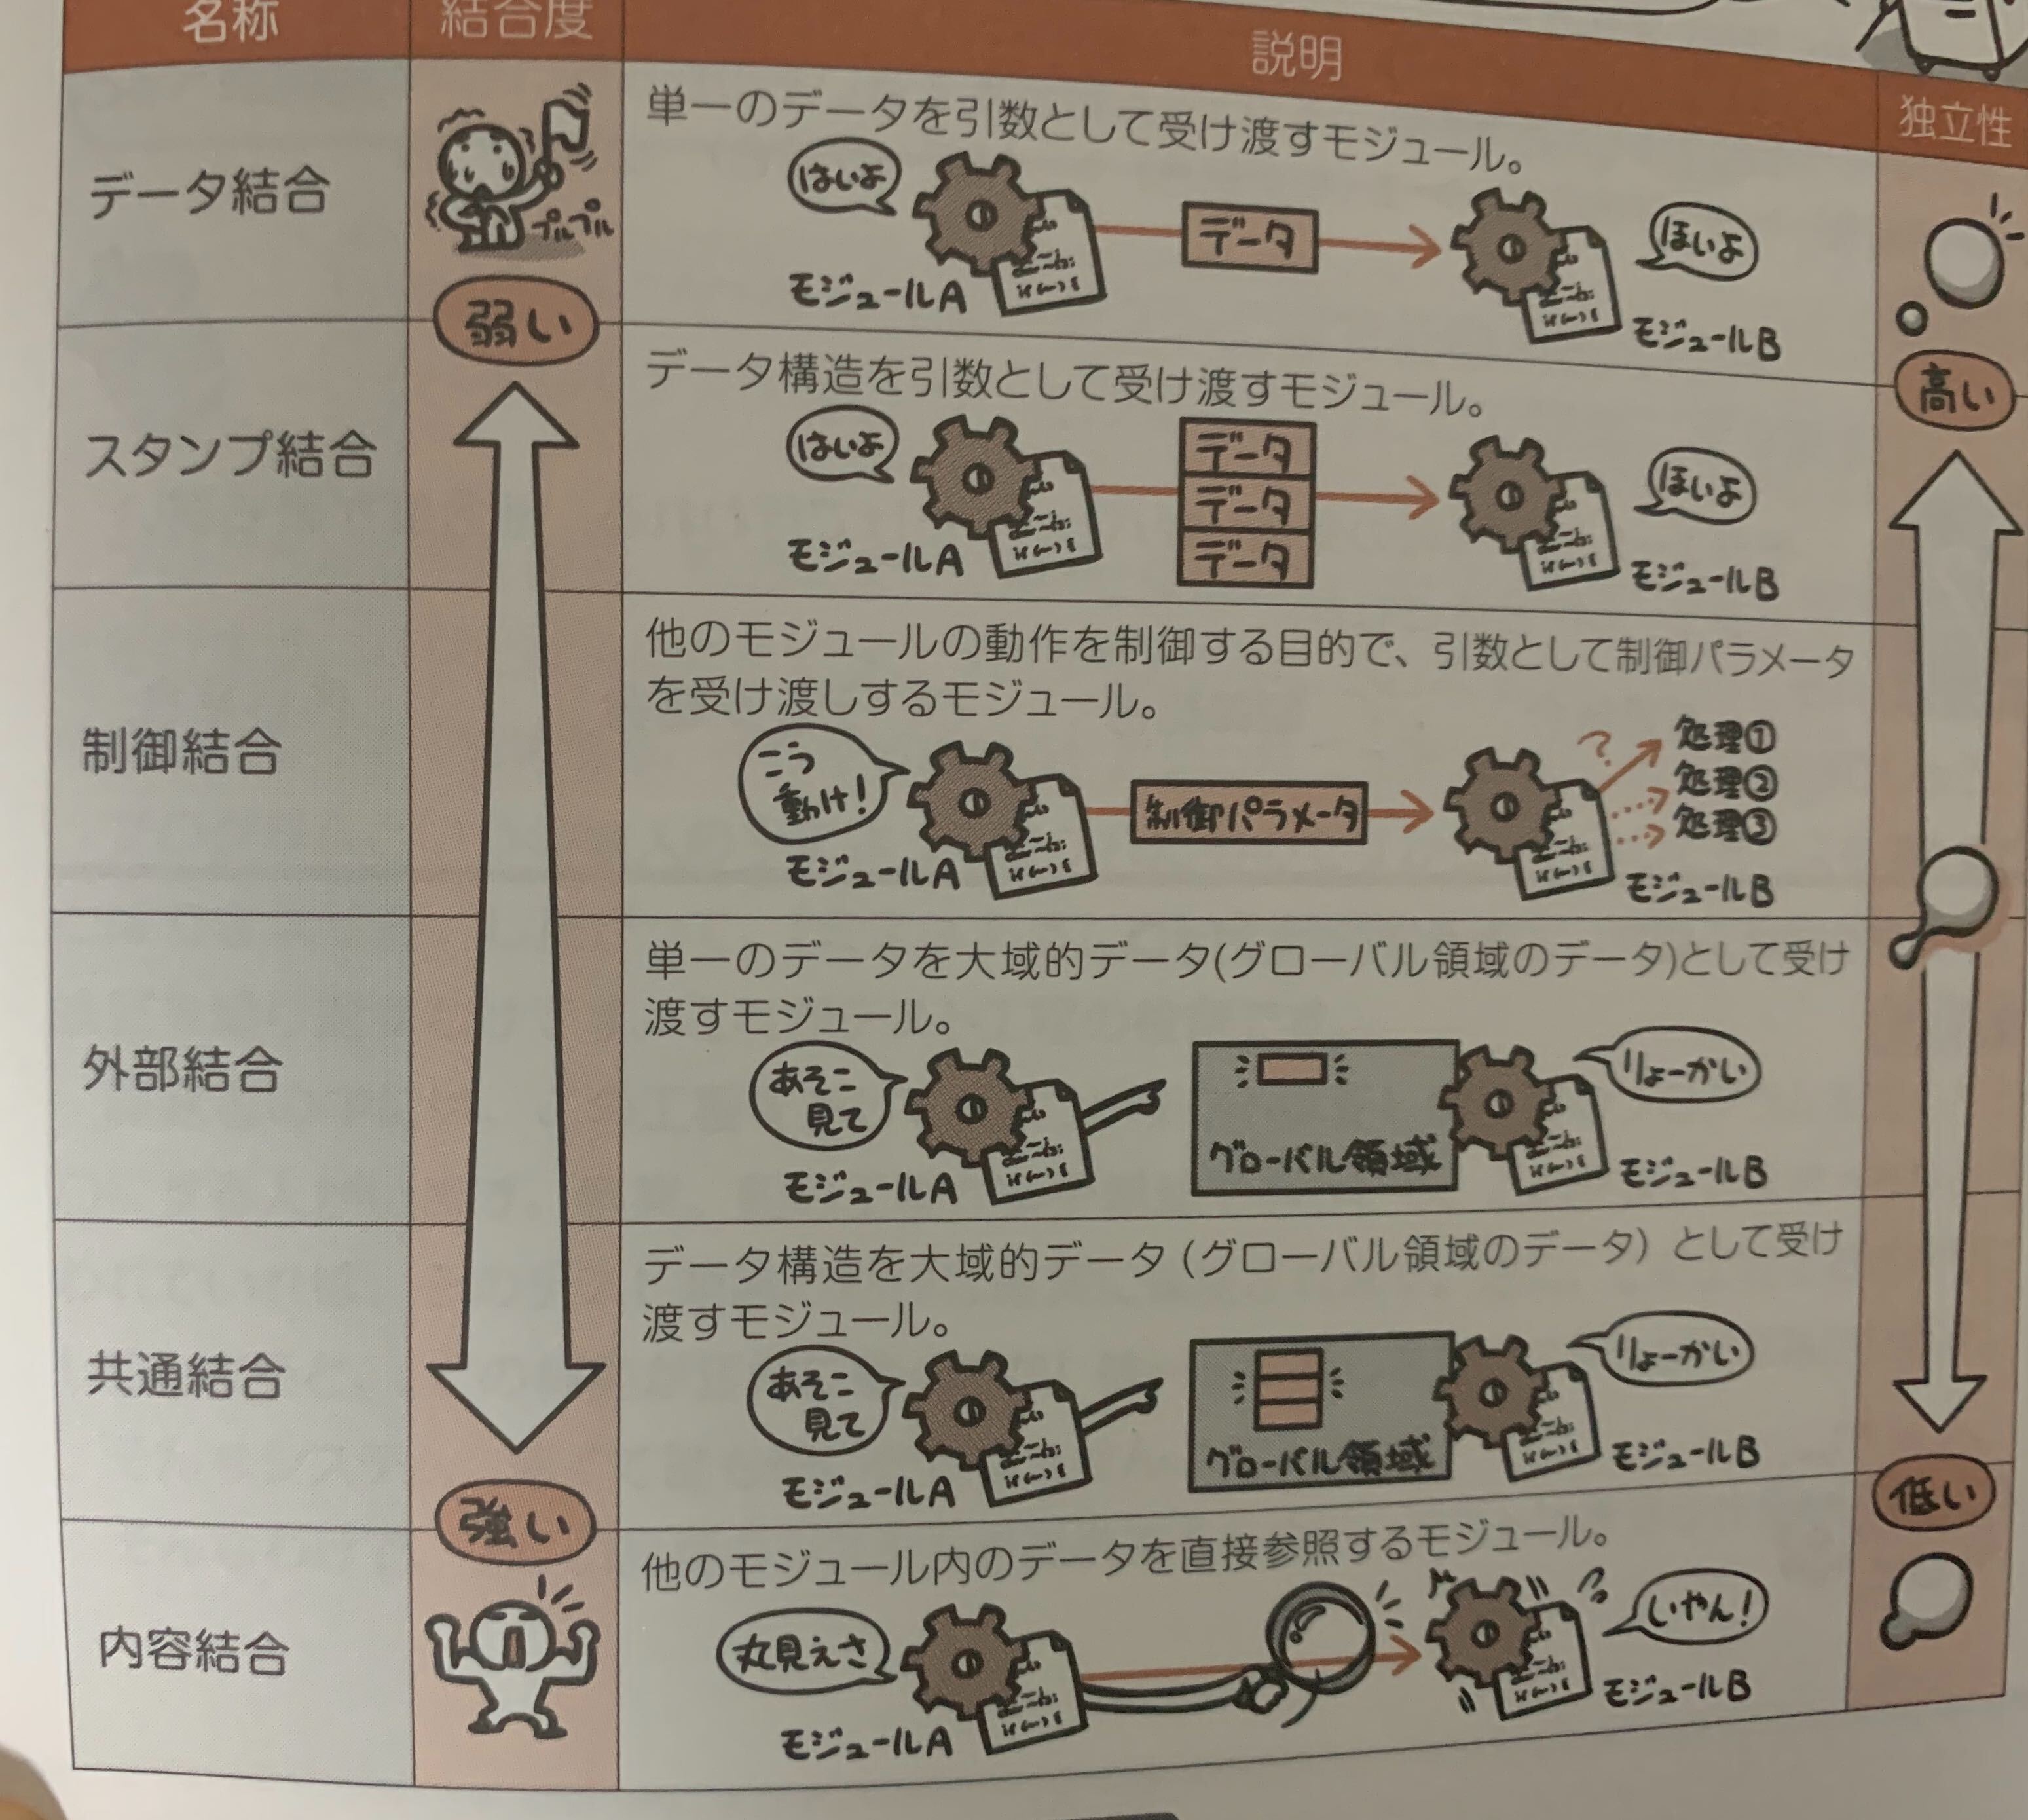 名称
結合度
説明
独立性
データ結合
プルプル
弱い
単一のデータを引数として受け渡すモジュール。
はいよ
モジュールA
データ
ほいよ
モジュールB
高い
スタンプ結合
データ構造を引数として受け渡すモジュール。
はいよ
モジュールA
データ
データ
データ
ほいよ
モジュールB
制御結合
他のモジュールの動作を制御する目的で、引数として制御パラメータ
を受け渡しするモジュール。
こう
動け!
モジュールA
制御パラメータ
?
処理①
処理②
処理③
モジュールB
外部結合
単一のデータを大域的データ(グローバル領域のデータ)として受け
渡すモジュール。
あそこ
見て
モジュールA
グローバル領域
りょーかい
モジュールB
共通結合
データ構造を大域的データ(グローバル領域のデータ)として受け
渡すモジュール。
あそこ
見て
モジュールA
グローバル領域
りょーかい
モジュールB
強い
低い
内容結合
他のモジュール内のデータを直接参照するモジュール。
丸見えさ
モジュールA
いやん!
モジュールB